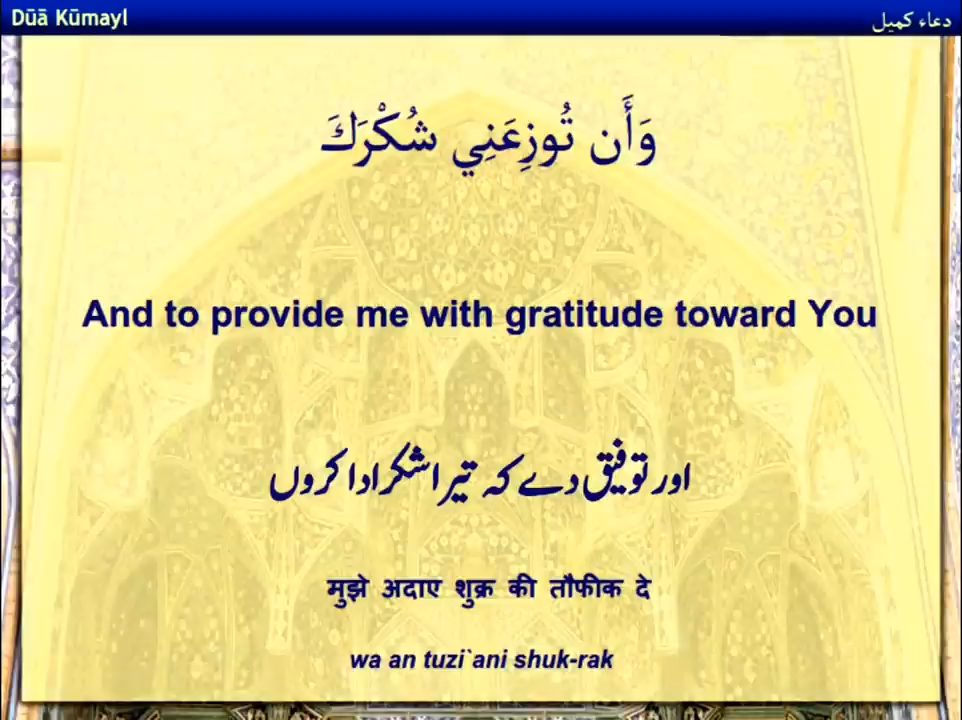 Dūā Kūmayl
دعاء كميل
وَأَن تُوزِعَنِي شُكْرَكَ
And to provide me with gratitude toward You
اور توفیق دے کہ تیرا شکر ادا کروں
मुझे अदाए शुक्र की तौफीक दे
wa an tuzi`ani shuk-rak